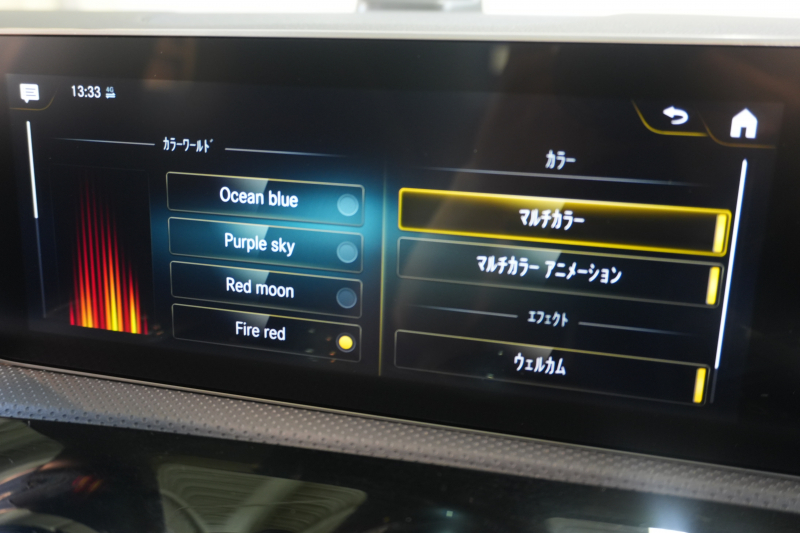 13:33 4G
カラーワールド
Ocean blue
Purple sky
Red moon
Fire red
カラー
マルチカラー
マルチカラー アニメーション
エフェクト
ウェルカム